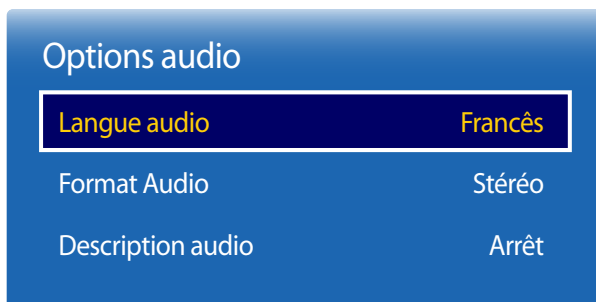 Options audio
Langue audio Francês
Format Audio Stéréo
Description audio Arrêt